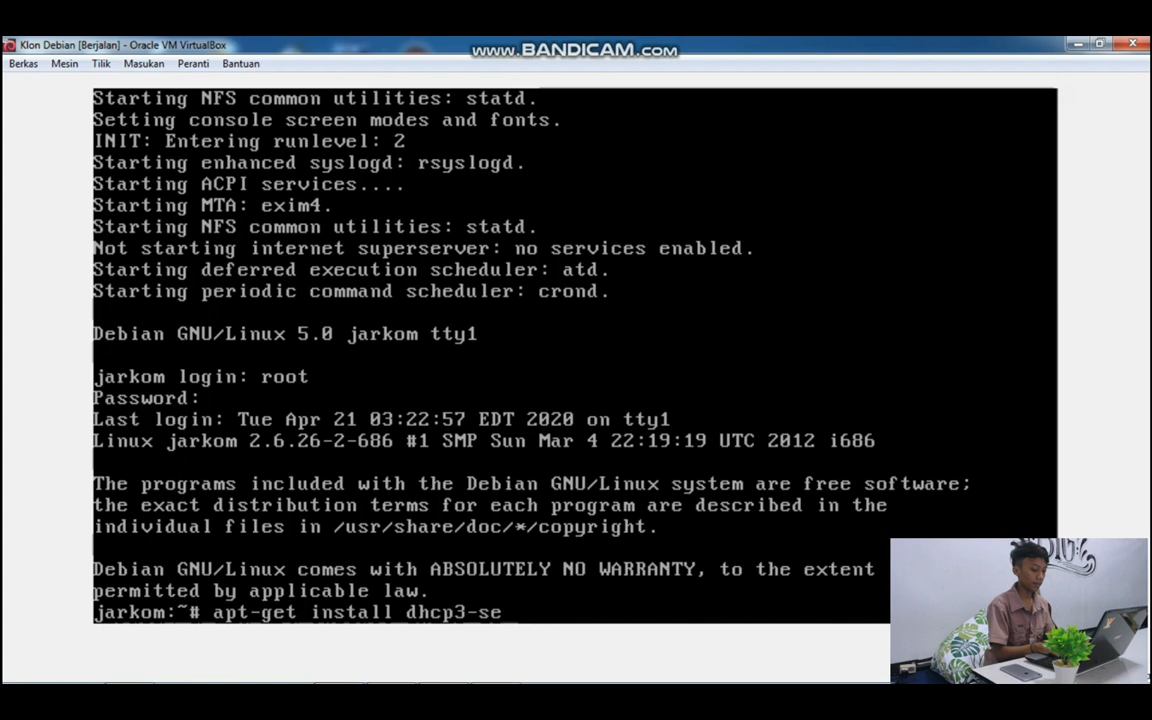 Klon Debian [Berjalan] - Oracle VM VirtualBox
www.BANDICAM.com
Berkas Mesin Tilik Masukan Peranti Bantuan
Starting NFS common utilities: statd.
Setting console screen modes and fonts.
INIT: Entering runlevel: 2
Starting enhanced syslogd: rsyslogd.
Starting ACPI services....
Starting MTA: exim4.
Starting NFS common utilities: statd.
Not starting internet superserver: no services enabled.
Starting deferred execution scheduler: atd.
Starting periodic command scheduler: crond.
Debian GNU/Linux 5.0 jarkom tty1
jarkom login: root
Password:
Last login: Tue Apr 21 03:22:57 EDT 2020 on tty1
Linux jarkom 2.6.26-2-686 #1 SMP Sun Mar 4 22:19:19 UTC 2012 i686
The programs included with the Debian GNU/Linux system are free software;
the exact distribution terms for each program are described in the
individual files in /usr/share/doc/*/copyright.
Debian GNU/Linux comes with ABSOLUTELY NO WARRANTY, to the extent
permitted by applicable law.
jarkom:~# apt-get install dhcp3-se